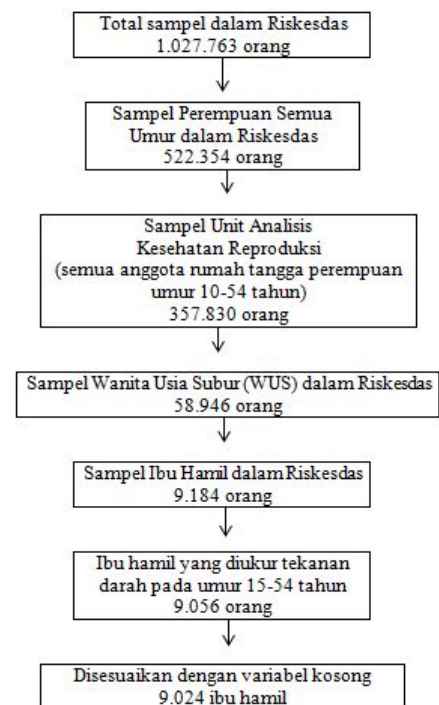 Total sampel dalam Riskesdas
1.027.763 orang
Sampel Perempuan Semua
Umur dalam Riskesdas
522.354 orang
Sampel Unit Analisis
Kesehatan Reproduksi
(semua anggota rumah tangga perempuan
umur 10-54 tahun)
357.830 orang
Sampel Wanita Usia Subur (WUS) dalam Riskesdas
58.946 orang
Sampel Ibu Hamil dalam Riskesdas
9.184 orang
Ibu hamil yang diukur tekanan
darah pada umur 15-54 tahun
9.056 orang
Disesuaikan dengan variabel kosong
9.024 ibu hamil